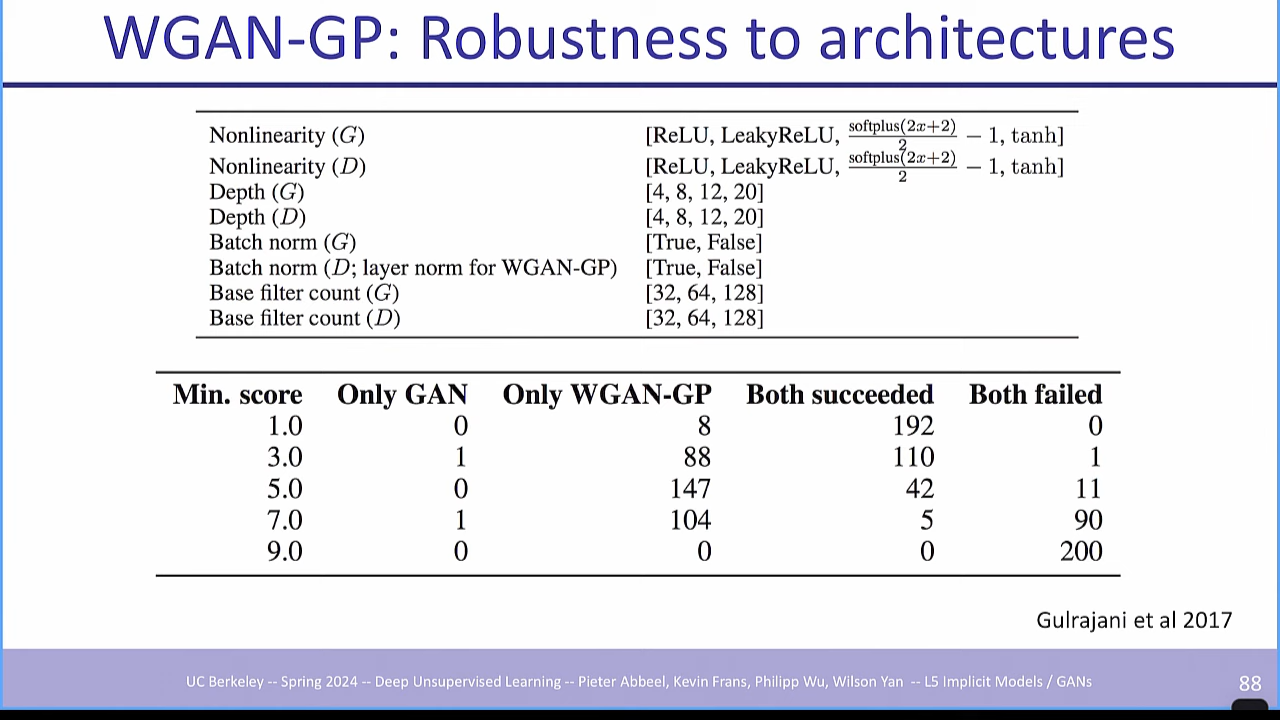 WGAN-GP: Robustness to architectures
Nonlinearity (G) [ReLU, LeakyReLU, softplus(2x+2)/2 − 1, tanh]
Nonlinearity (D) [ReLU, LeakyReLU, softplus(2x+2)/2 − 1, tanh]
Depth (G) [4, 8, 12, 20]
Depth (D) [4, 8, 12, 20]
Batch norm (G) [True, False]
Batch norm (D; layer norm for WGAN-GP) [True, False]
Base filter count (G) [32, 64, 128]
Base filter count (D) [32, 64, 128]
Min. score Only GAN Only WGAN-GP Both succeeded Both failed
1.0 0 8 192 0
3.0 1 88 110 1
5.0 0 147 42 11
7.0 1 104 5 90
9.0 0 0 0 200
Gulrajani et al 2017
UC Berkeley -- Spring 2024 -- Deep Unsupervised Learning -- Pieter Abbeel, Kevin Frans, Philipp Wu, Wilson Yan -- L5 Implicit Models / GANs
88